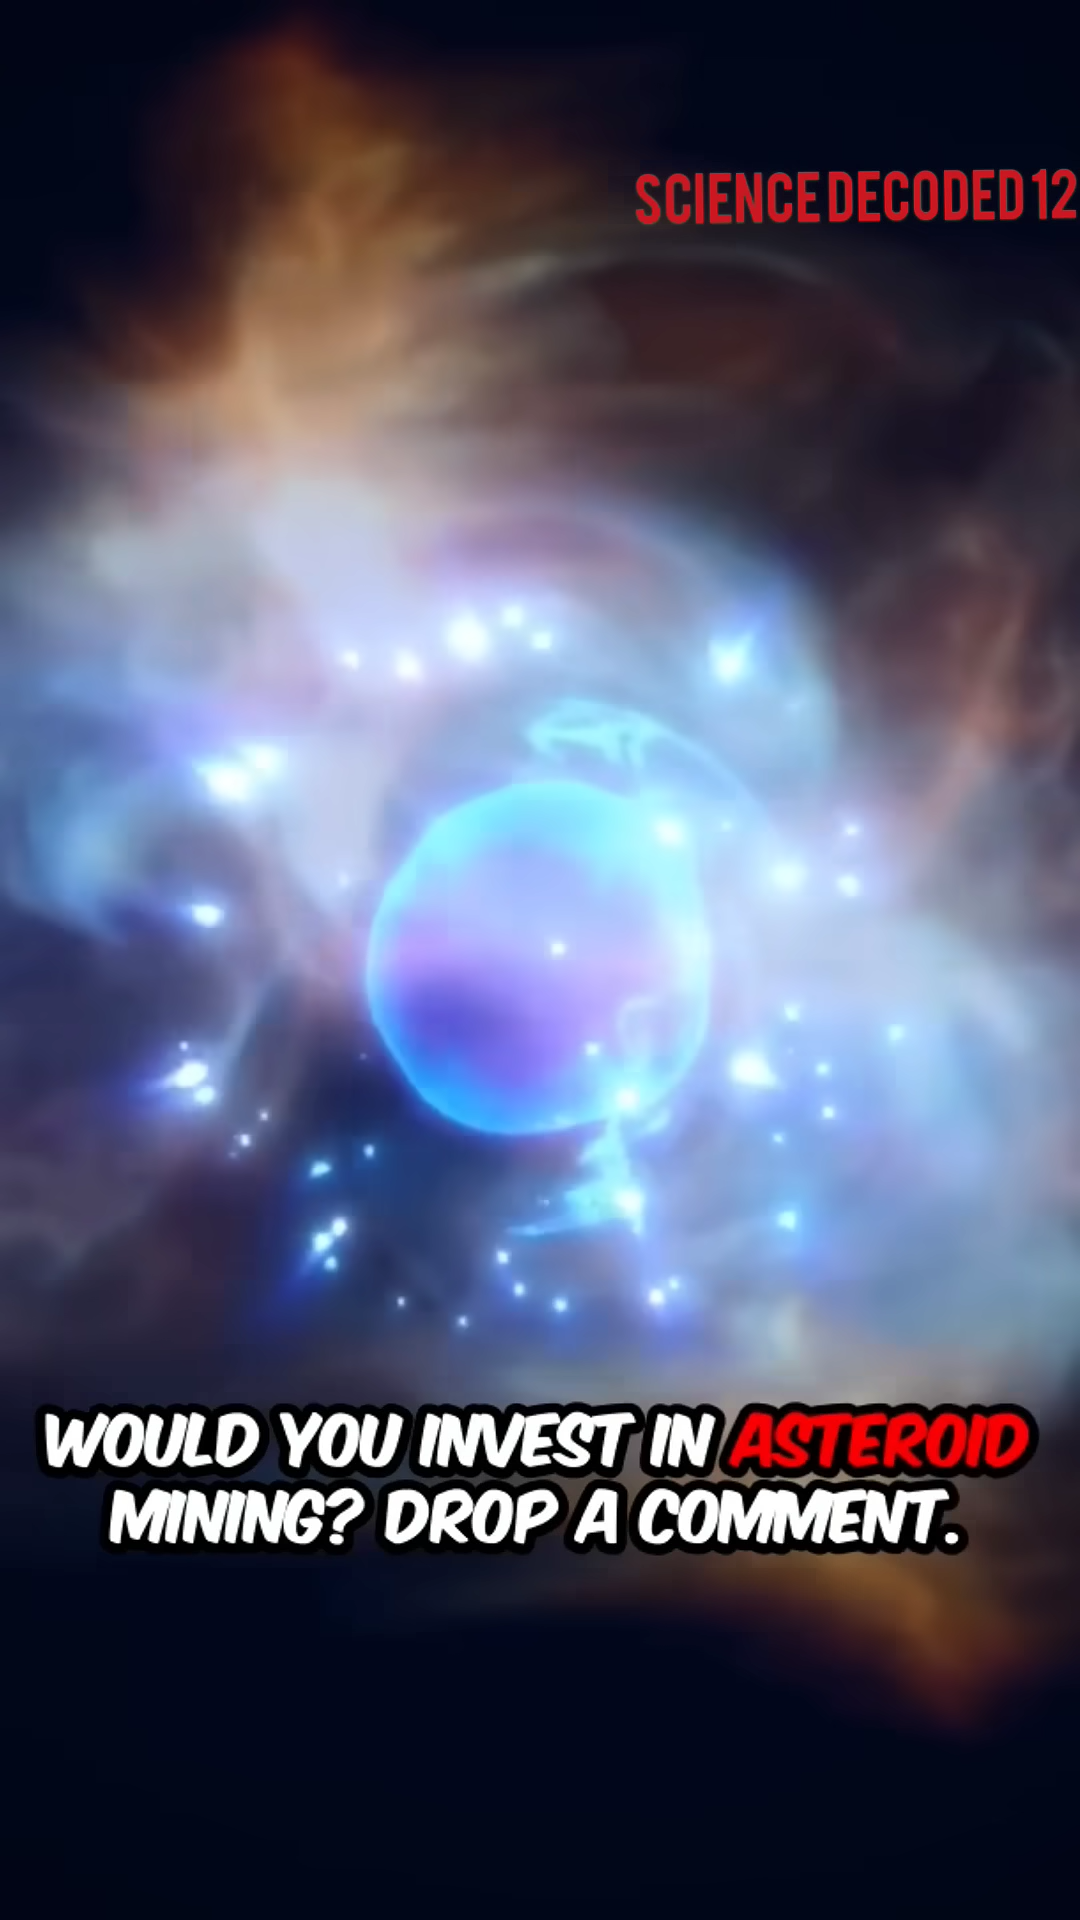 SCIENCE DECODED 12
WOULD YOU INVEST IN ASTEROID
MINING? DROP A COMMENT.